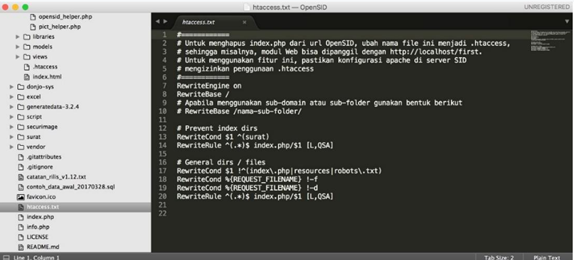 htaccess.txt — OpenSID
UNREGISTERED
opensid_helper.php
pict_helper.php
libraries
models
views
.htaccess
index.html
donjo-sys
excel
generatedata-3.2.4
script
securimage
surat
vendor
.gitattributes
.gitignore
catatan_rilis_v1.12.txt
contoh_data_awal_20170328.sql
favicon.ico
htaccess.txt
index.php
info.php
LICENSE
README.md
htaccess.txt ×
1 #============
2 # Untuk menghapus index.php dari url OpenSID, ubah nama file ini menjadi .htaccess,
3 # sehingga misalnya, modul Web bisa dipanggil dengan http://localhost/first.
4 # Untuk menggunakan fitur ini, pastikan konfigurasi apache di server SID
5 # mengizinkan penggunaan .htaccess
6 #============
7 RewriteEngine on
8 RewriteBase /
9 # Apabila menggunakan sub-domain atau sub-folder gunakan bentuk berikut
10 # RewriteBase /nama-sub-folder/
11
12 # Prevent index dirs
13 RewriteCond $1 ^(surat)
14 RewriteRule ^(.*)$ index.php/$1 [L,QSA]
15
16 # General dirs / files
17 RewriteCond $1 !^(index\.php|resources|robots\.txt)
18 RewriteCond %{REQUEST_FILENAME} !-f
19 RewriteCond %{REQUEST_FILENAME} !-d
20 RewriteRule ^(.*)$ index.php/$1 [L,QSA]
21
22
Line 1, Column 1
Tab Size: 2
Plain Text